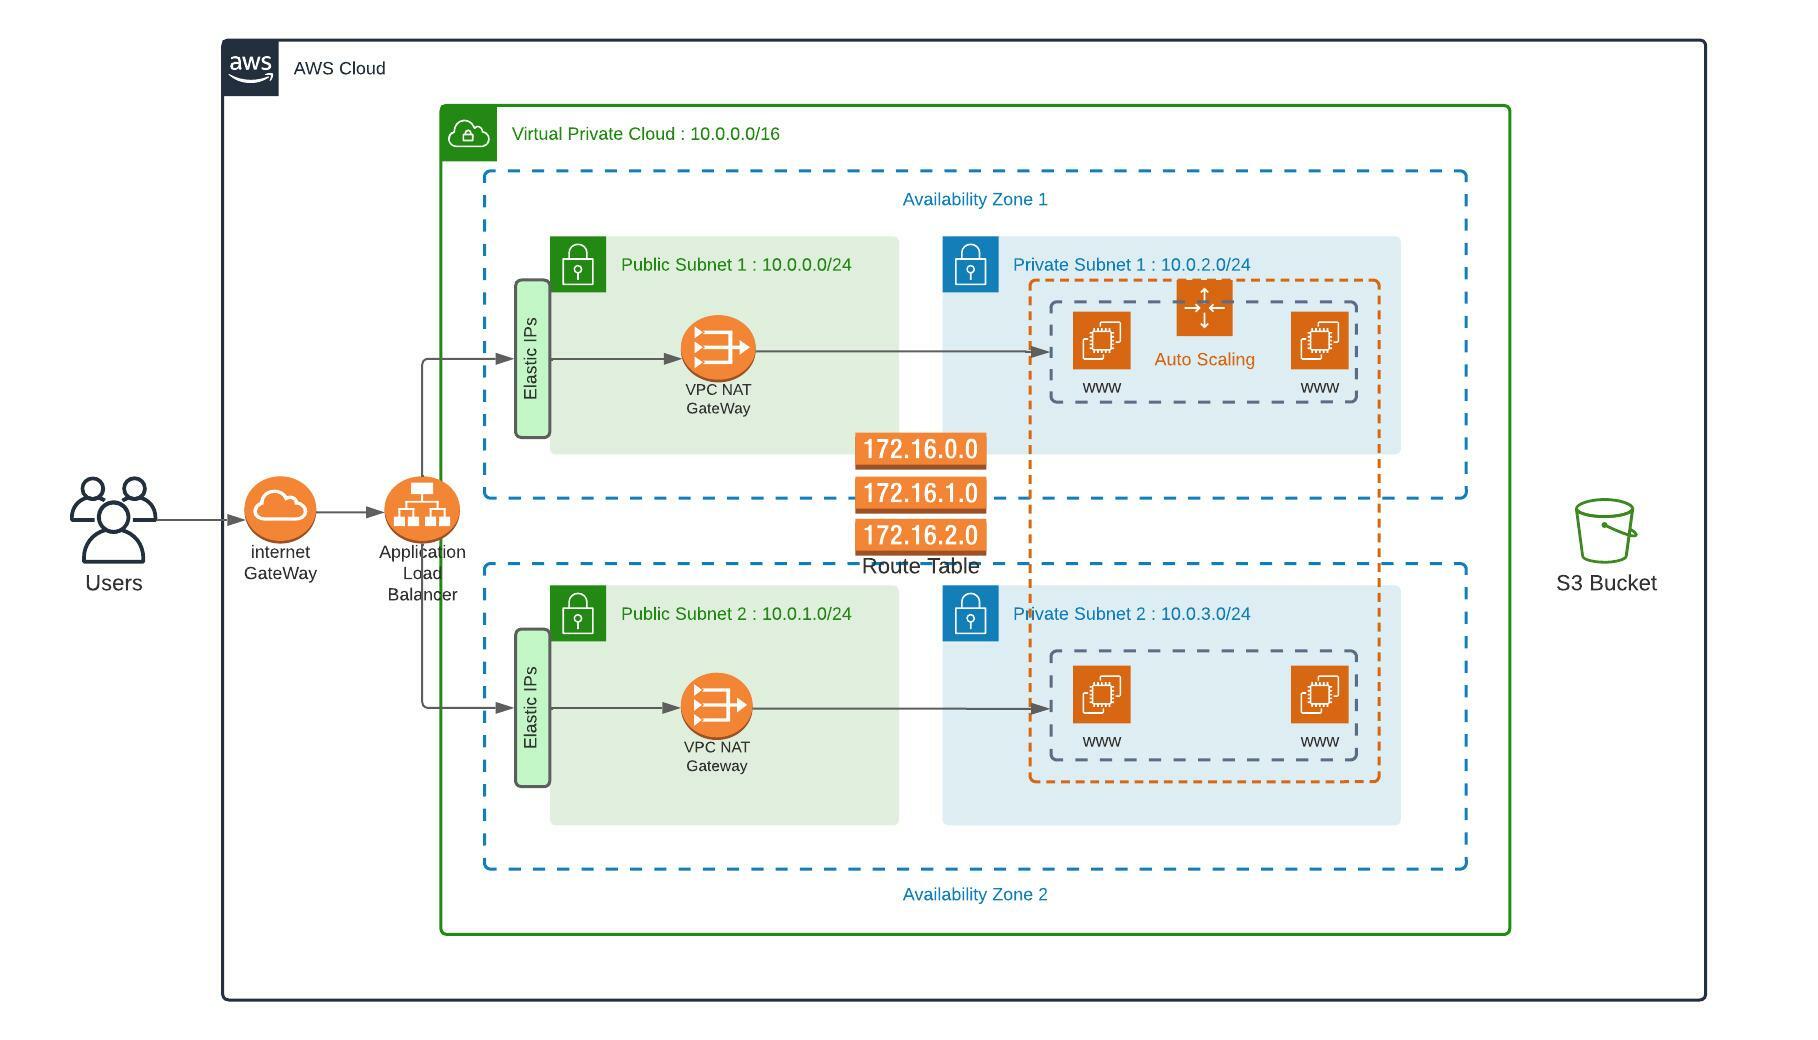 aws
AWS Cloud
Virtual Private Cloud : 10.0.0.0/16
Availability Zone 1
Public Subnet 1 : 10.0.0.0/24
Private Subnet 1 : 10.0.2.0/24
Elastic IPs
VPC NAT
GateWay
Auto Scaling
www
www
172.16.0.0
172.16.1.0
172.16.2.0
Route Table
Users
internet
GateWay
Application
Load
Balancer
S3 Bucket
Public Subnet 2 : 10.0.1.0/24
Private Subnet 2 : 10.0.3.0/24
Elastic IPs
VPC NAT
Gateway
www
www
Availability Zone 2